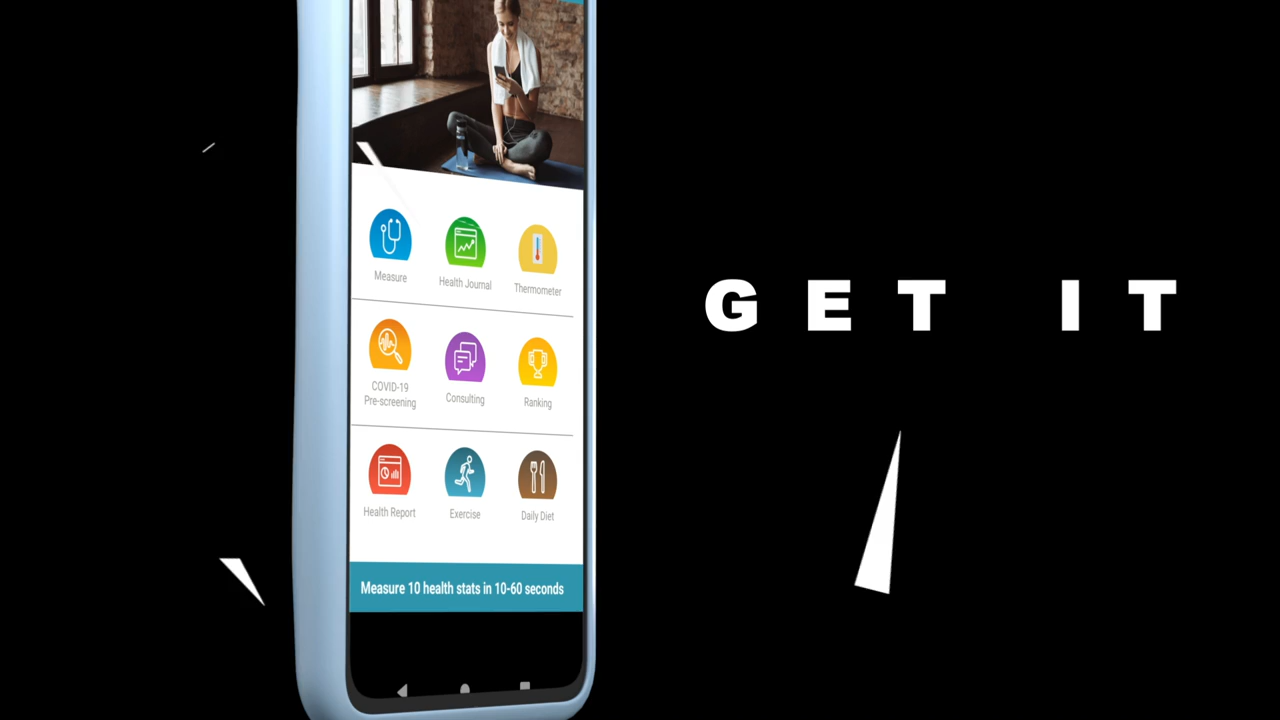 Measure
Health Journal
Thermometer
COVID-19
Pre-screening
Consulting
Ranking
Health Report
Exercise
Daily Diet
Measure 10 health stats in 10-60 seconds
GET IT